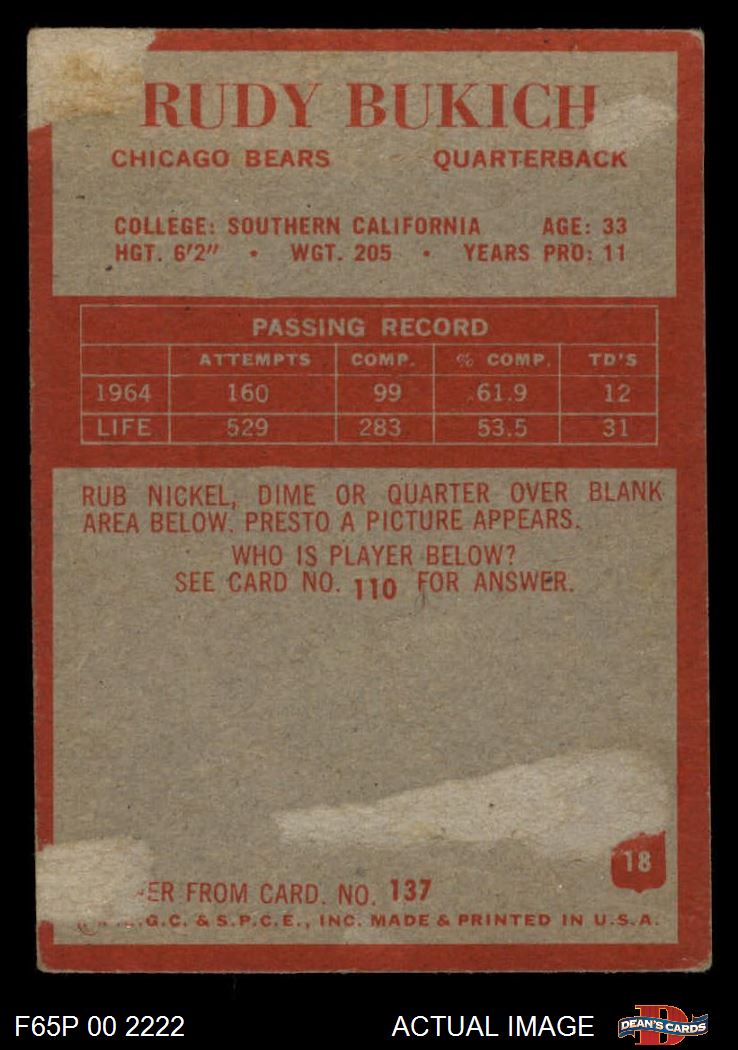 RUDY BUKICH
CHICAGO BEARS QUARTERBACK
COLLEGE: SOUTHERN CALIFORNIA AGE: 33
HGT. 6'2" • WGT. 205 • YEARS PRO: 11
PASSING RECORD
ATTEMPTS COMP. % COMP. TD'S
1964 160 99 61.9 12
LIFE 529 283 53.5 31
RUB NICKEL, DIME OR QUARTER OVER BLANK
AREA BELOW. PRESTO A PICTURE APPEARS.
WHO IS PLAYER BELOW?
SEE CARD NO. 110 FOR ANSWER.
18
FROM CARD. NO. 137
.G.C. & S.P.C.E., INC. MADE & PRINTED IN U.S.A.
F65P 00 2222 ACTUAL IMAGE DEAN'S CARDS